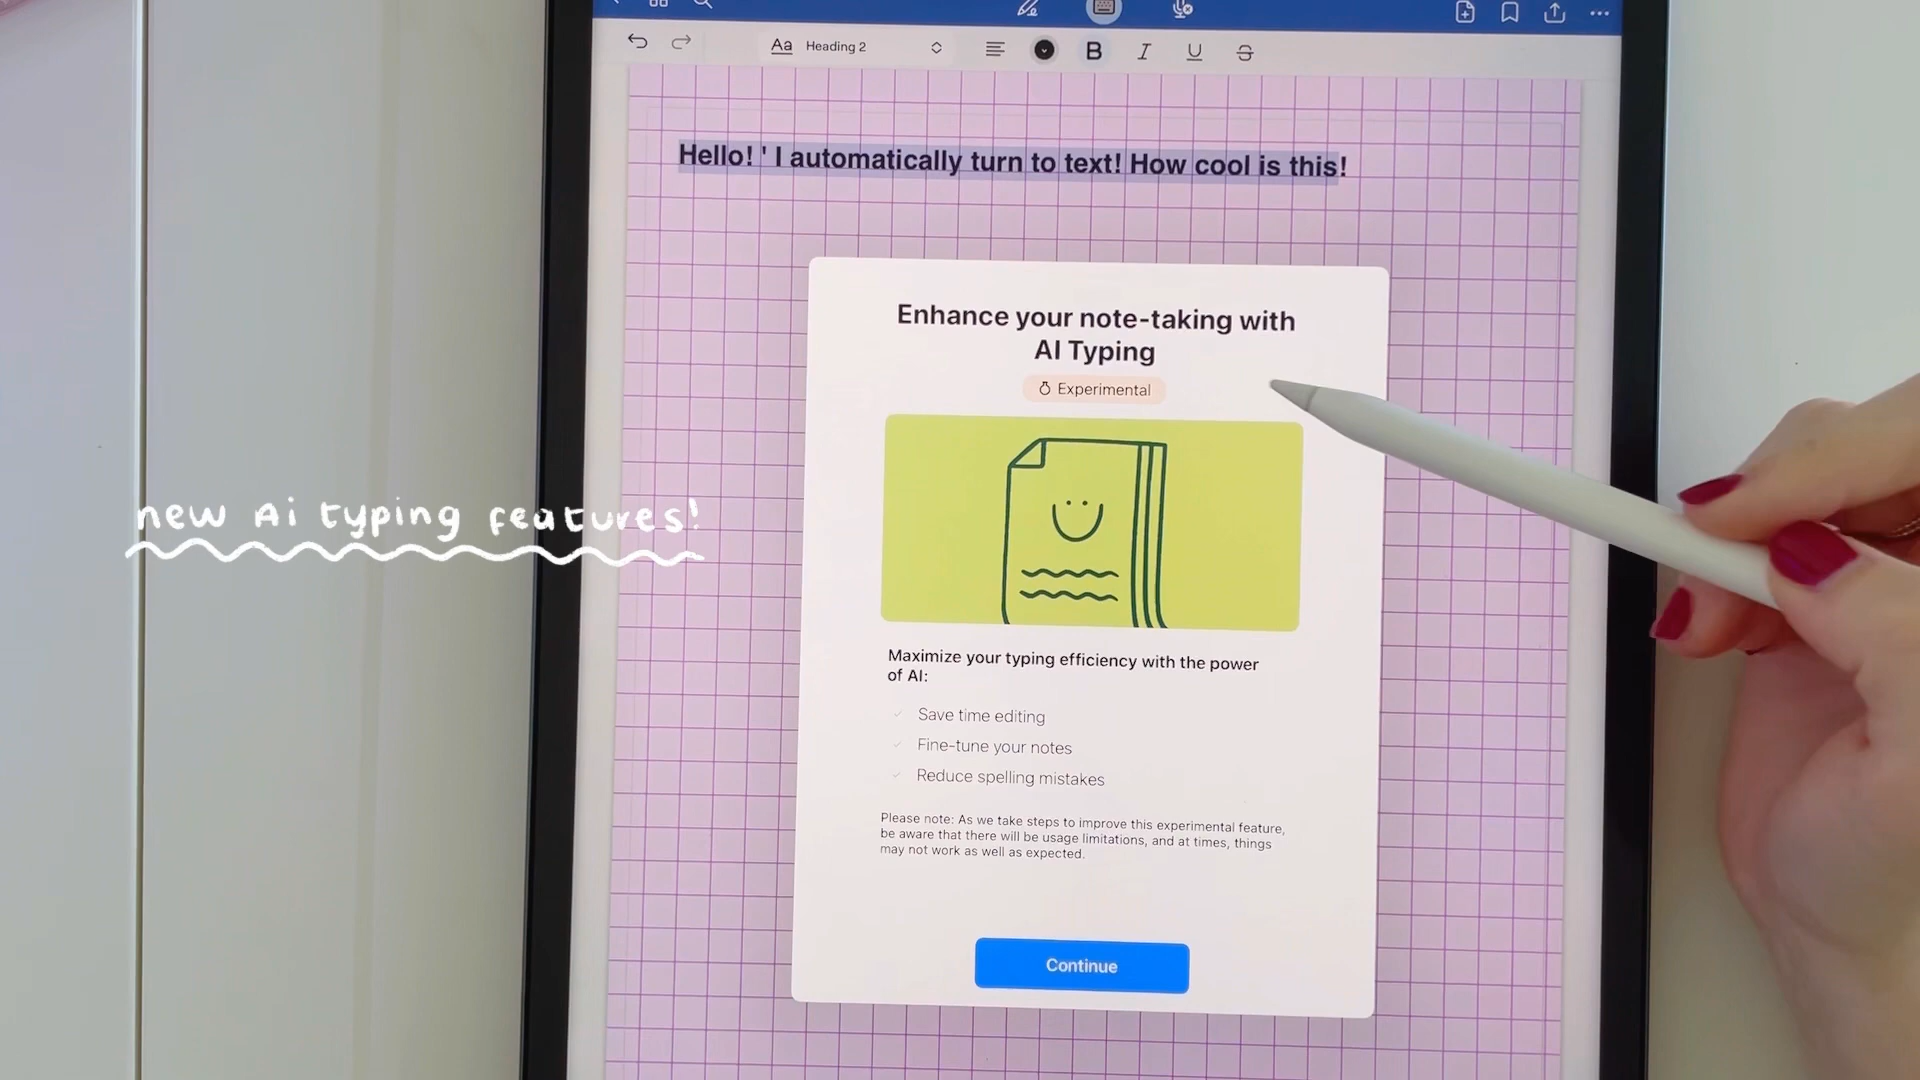 Aa Heading 2 B I U S
Hello! ' I automatically turn to text! How cool is this!
Enhance your note-taking with
AI Typing
Experimental
new Ai typing features!
Maximize your typing efficiency with the power
of AI:
Save time editing
Fine-tune your notes
Reduce spelling mistakes
Please note: As we take steps to improve this experimental feature,
be aware that there will be usage limitations, and at times, things
may not work as well as expected.
Continue